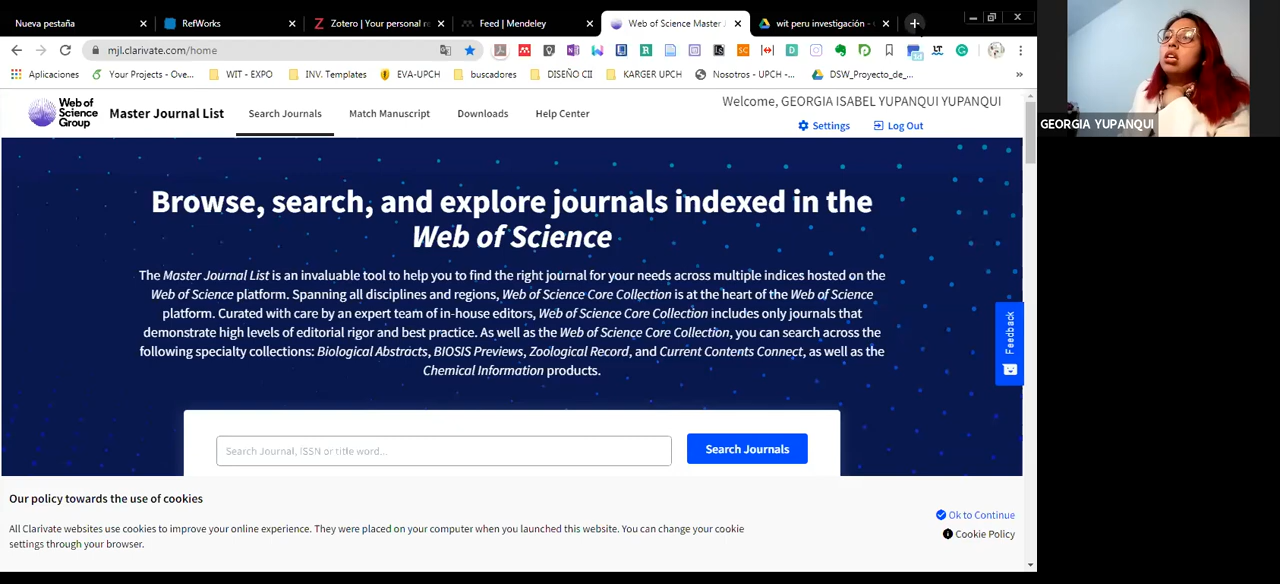 Nueva pestaña
RefWorks
Zotero | Your personal r
Feed | Mendeley
Web of Science Master J
wit peru investigación -
mjl.clarivate.com/home
Aplicaciones
Your Projects - Ove...
WIT - EXPO
INV. Templates
EVA-UPCH
buscadores
DISEÑO CII
KARGER UPCH
Nosotros - UPCH -...
DSW_Proyecto_de_...
Web of
Science
Group
Master Journal List
Search Journals
Match Manuscript
Downloads
Help Center
Welcome, GEORGIA ISABEL YUPANQUI YUPANQUI
Settings
Log Out
GEORGIA YUPANQUI
Browse, search, and explore journals indexed in the
Web of Science
The Master Journal List is an invaluable tool to help you to find the right journal for your needs across multiple indices hosted on the
Web of Science platform. Spanning all disciplines and regions, Web of Science Core Collection is at the heart of the Web of Science
platform. Curated with care by an expert team of in-house editors, Web of Science Core Collection includes only journals that
demonstrate high levels of editorial rigor and best practice. As well as the Web of Science Core Collection, you can search across the
following specialty collections: Biological Abstracts, BIOSIS Previews, Zoological Record, and Current Contents Connect, as well as the
Chemical Information products.
Feedback
Search Journal, ISSN or title word...
Search Journals
Our policy towards the use of cookies
All Clarivate websites use cookies to improve your online experience. They were placed on your computer when you launched this website. You can change your cookie
settings through your browser.
Ok to Continue
Cookie Policy